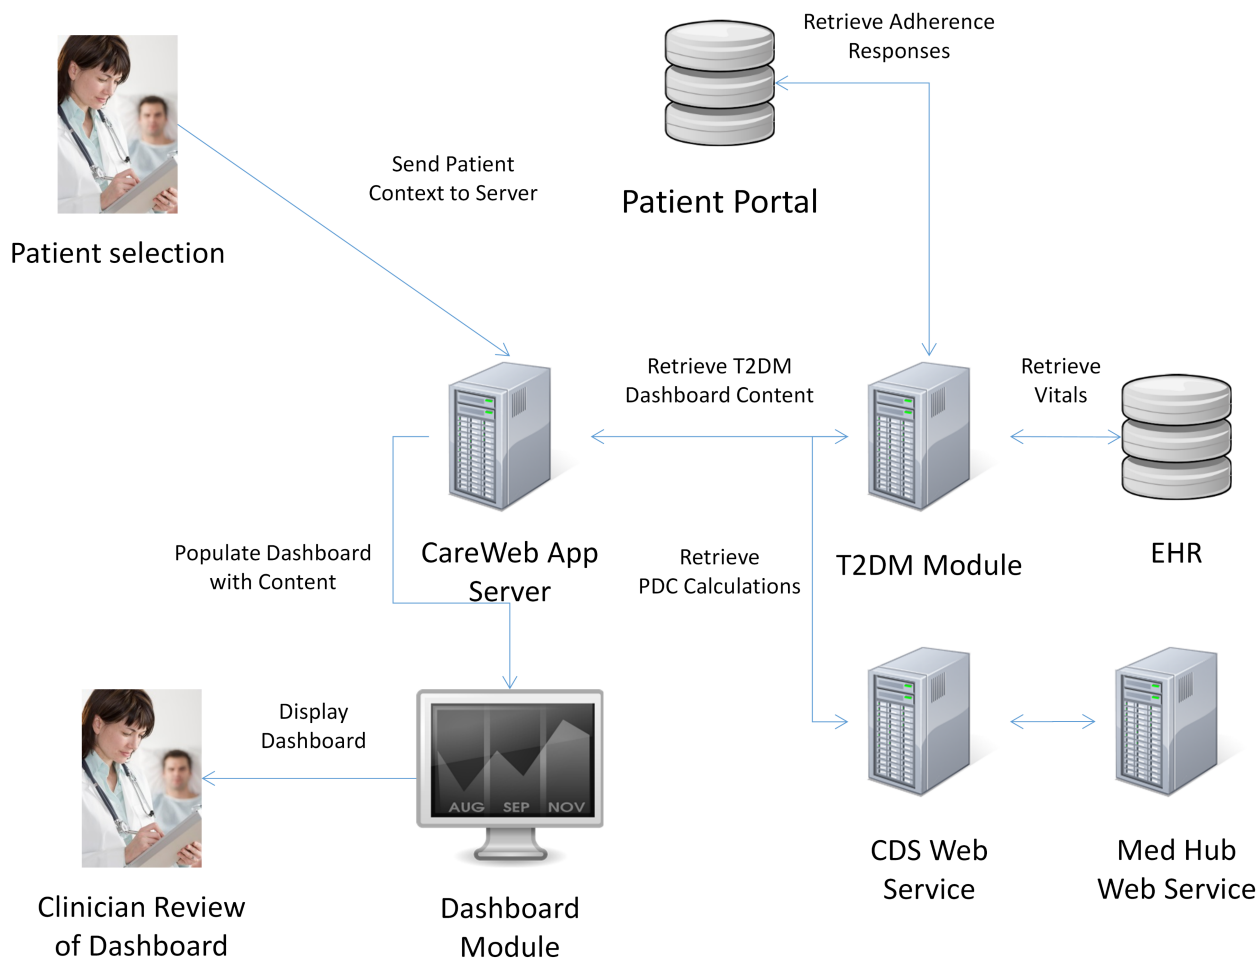 Retrieve Adherence
Responses
Send Patient
Context to Server
Patient Portal
Patient selection
Retrieve T2DM
Dashboard Content
Retrieve
Vitals
Populate Dashboard
with Content
CareWeb App
Server
Retrieve
PDC Calculations
T2DM Module
EHR
Display
Dashboard
AUG SEP NOV
CDS Web
Service
Med Hub
Web Service
Clinician Review
of Dashboard
Dashboard
Module